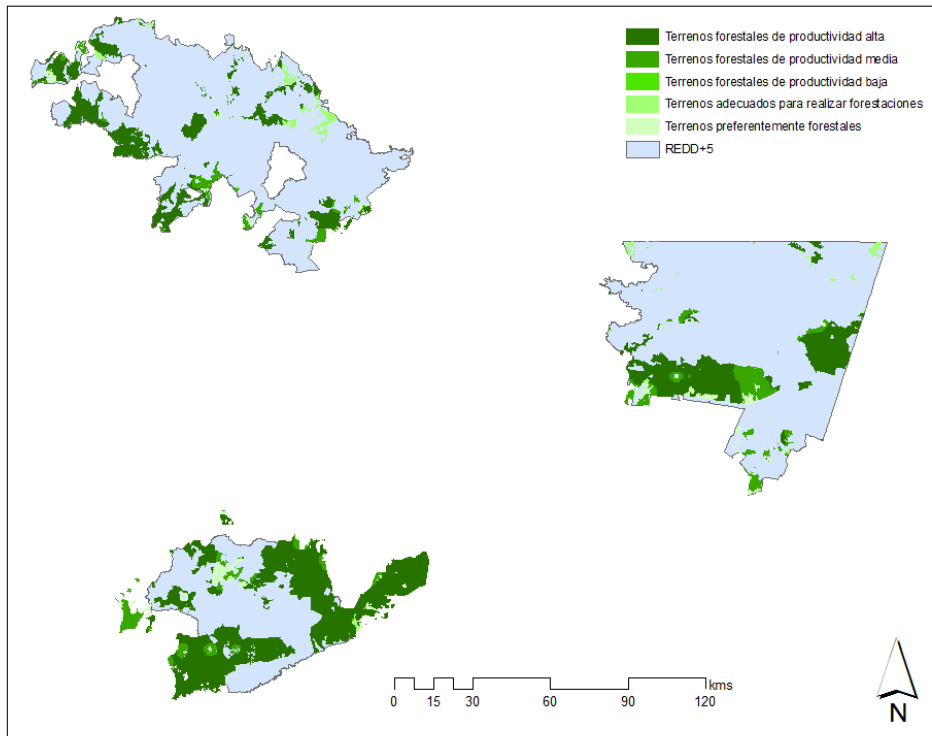 Terrenos forestales de productividad alta
Terrenos forestales de productividad media
Terrenos forestales de productividad baja
Terrenos adecuados para realizar forestaciones
Terrenos preferentemente forestales
REDD+5
kms
0 15 30 60 90 120
N